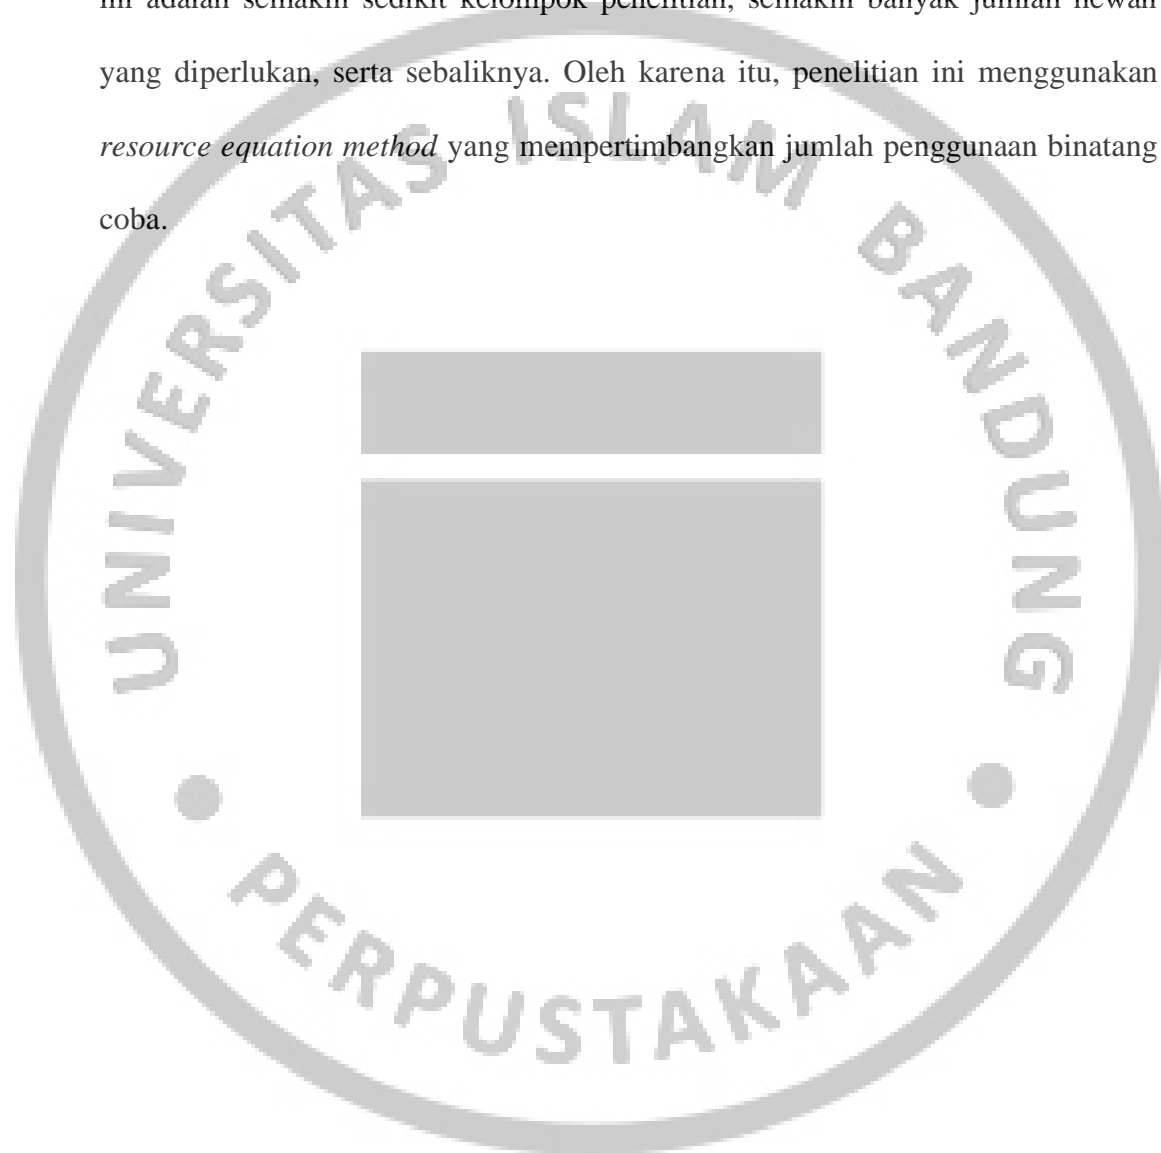 ini adalah semakin sedikit kelompok penelitian, semakin banyak jumlah hewan
yang diperlukan, serta sebaliknya. Oleh karena itu, penelitian ini menggunakan
resource equation method yang mempertimbangkan jumlah penggunaan binatang
coba.
UNIVERSITAS ISLAM BANDUNG
PERPUSTAKAAN